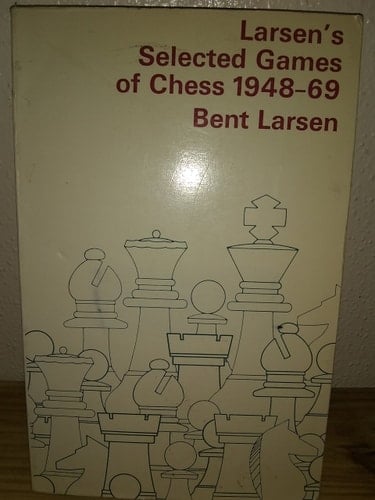 Larsen's
Selected Games
of Chess 1948-69
Bent Larsen